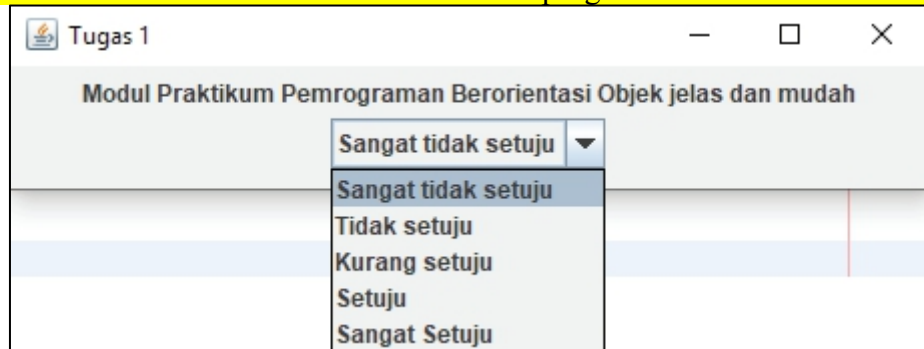 Tugas 1
Modul Praktikum Pemrograman Berorientasi Objek jelas dan mudah
Sangat tidak setuju
Sangat tidak setuju
Tidak setuju
Kurang setuju
Setuju
Sangat Setuju